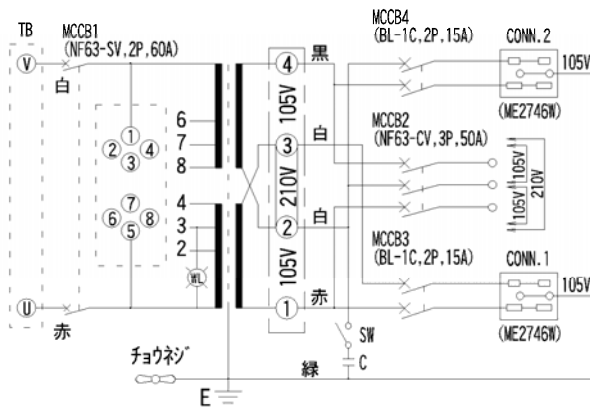 TB
MCCB1
(NF63-SV,2P,60A)
V
白
1
2 4
3
7
6 8
5
6
7
8
4
3
2
WL
U
赤
チョウネジ
E
緑
4
黒
105V
3
白
210V
2
白
105V
1
赤
SW
C
MCCB4
(BL-1C,2P,15A)
CONN.2
105V
(ME2746W)
MCCB2
(NF63-CV,3P,50A)
105V
105V
210V
MCCB3
(BL-1C,2P,15A)
CONN.1
105V
(ME2746W)